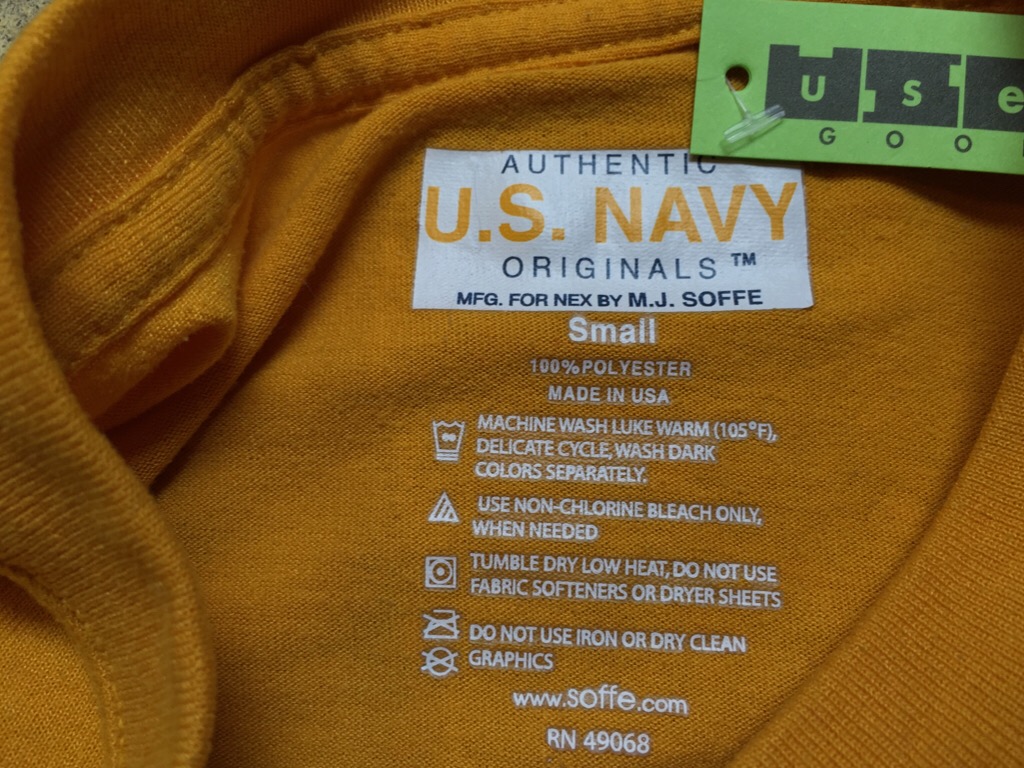 use
GOO
AUTHENTIC
U.S. NAVY
ORIGINALS™
MFG. FOR NEX BY M.J. SOFFE
Small
100% POLYESTER
MADE IN USA
MACHINE WASH LUKE WARM (105°F),
DELICATE CYCLE, WASH DARK
COLORS SEPARATELY.
USE NON-CHLORINE BLEACH ONLY,
WHEN NEEDED
TUMBLE DRY LOW HEAT, DO NOT USE
FABRIC SOFTENERS OR DRYER SHEETS
DO NOT USE IRON OR DRY CLEAN
GRAPHICS
www.soffe.com
RN 49068